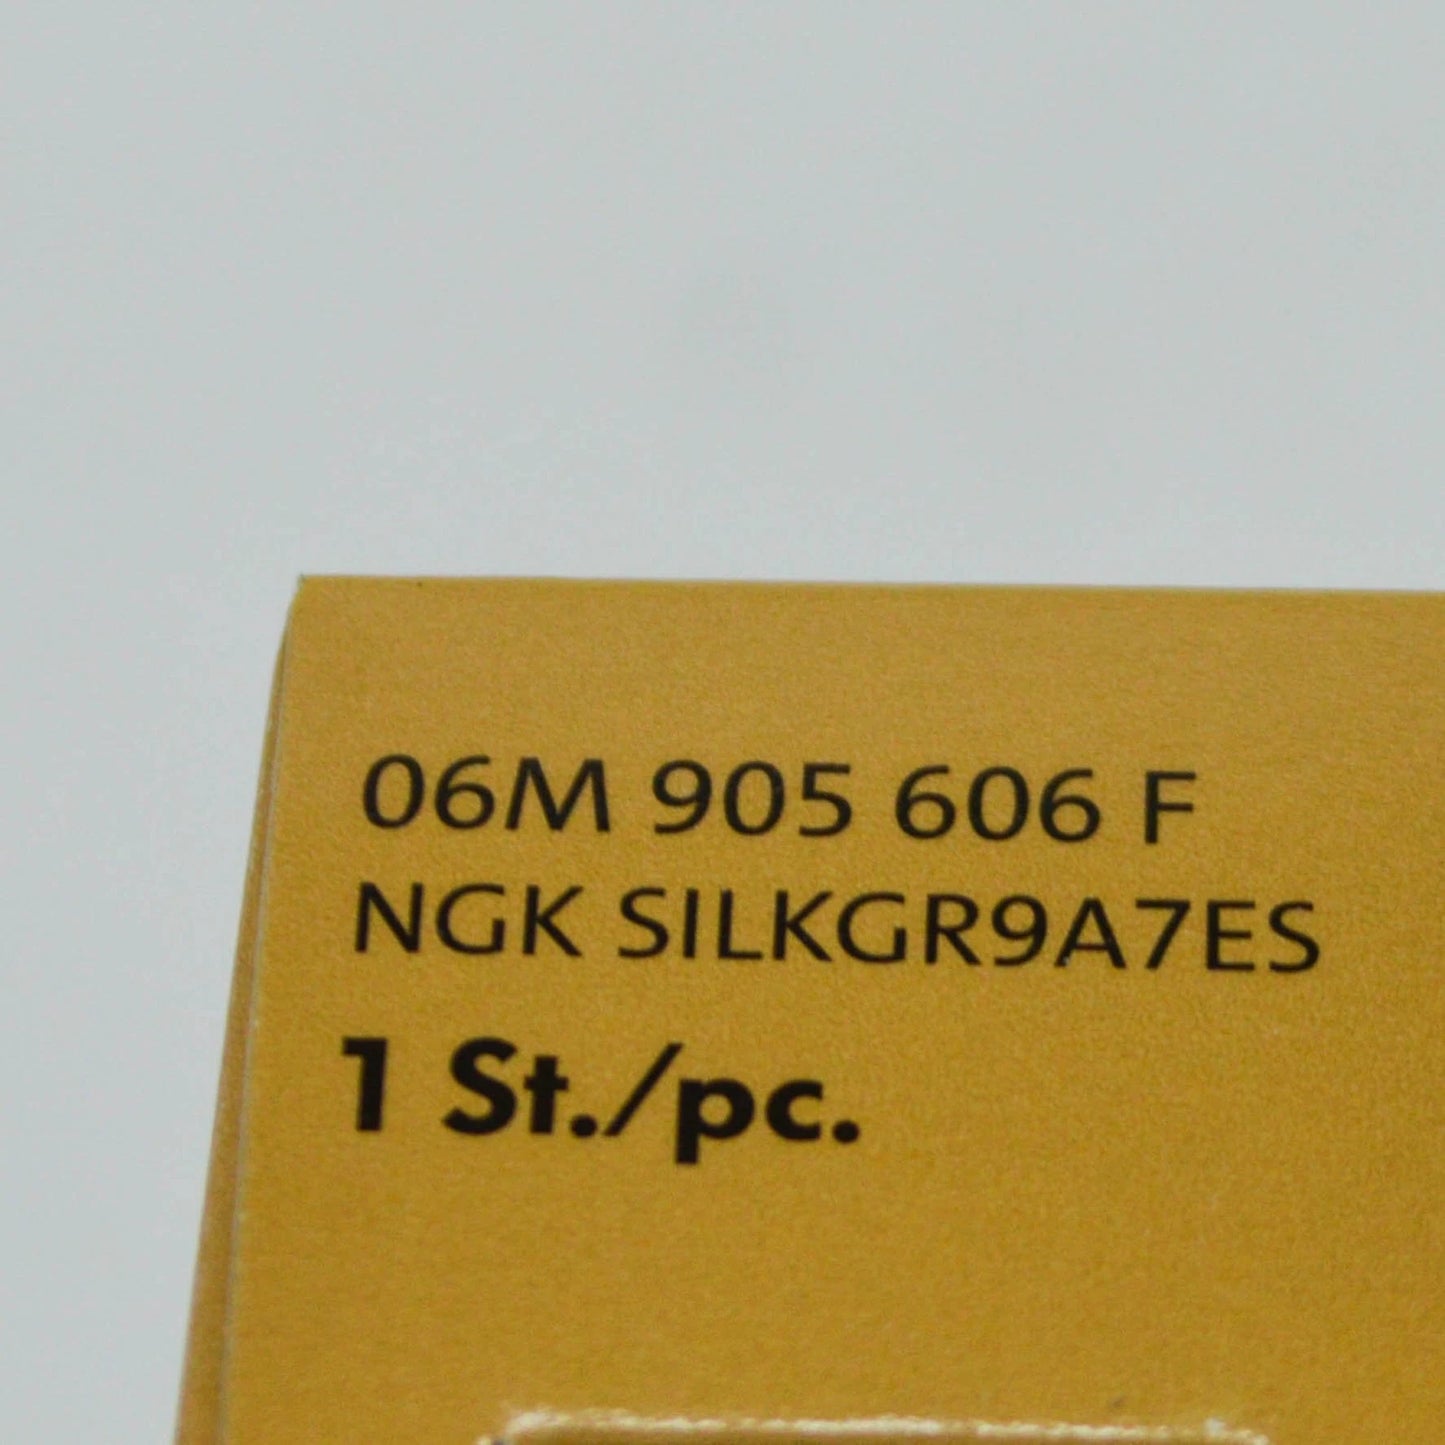 06M 905 606 F
NGK SILKGR9A7ES
1 St./pc.